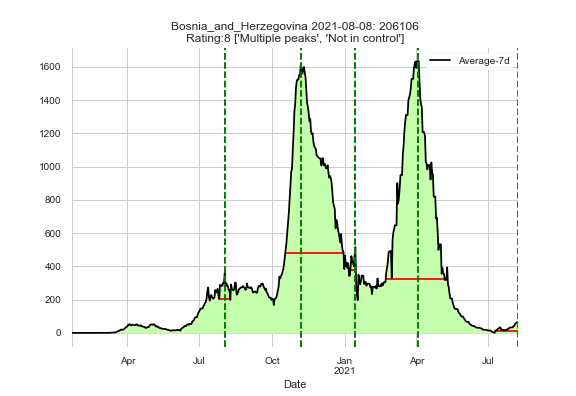 Bosnia_and_Herzegovina 2021-08-08: 206106
Rating:8 ['Multiple peaks', 'Not in control']
Average-7d
1600
1400
1200
1000
800
600
400
200
0
Apr Jul Oct Jan Apr Jul
2021
Date